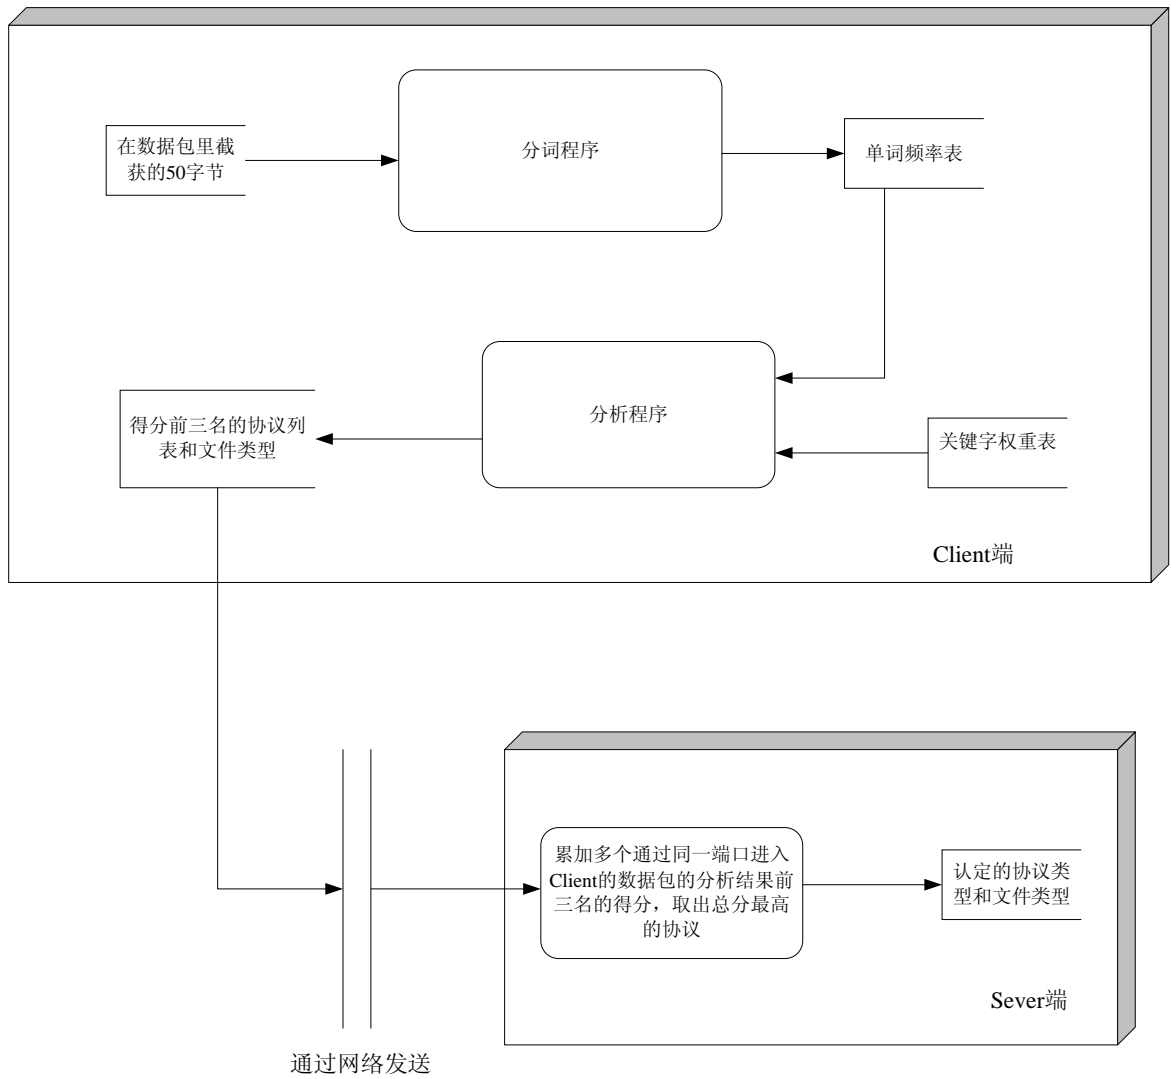 在数据包里截
获的50字节
分词程序
单词频率表
得分前三名的协议列
表和文件类型
分析程序
关键字权重表
Client端
累加多个通过同一端口进入
Client的数据包的分析结果前
三名的得分，取出总分最高
的协议
认定的协议类
型和文件类型
Sever端
通过网络发送